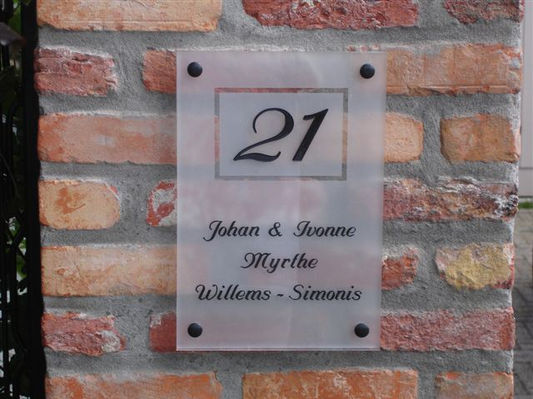 21
Johan & Ivonne
Myrthe
Willems - Simonis